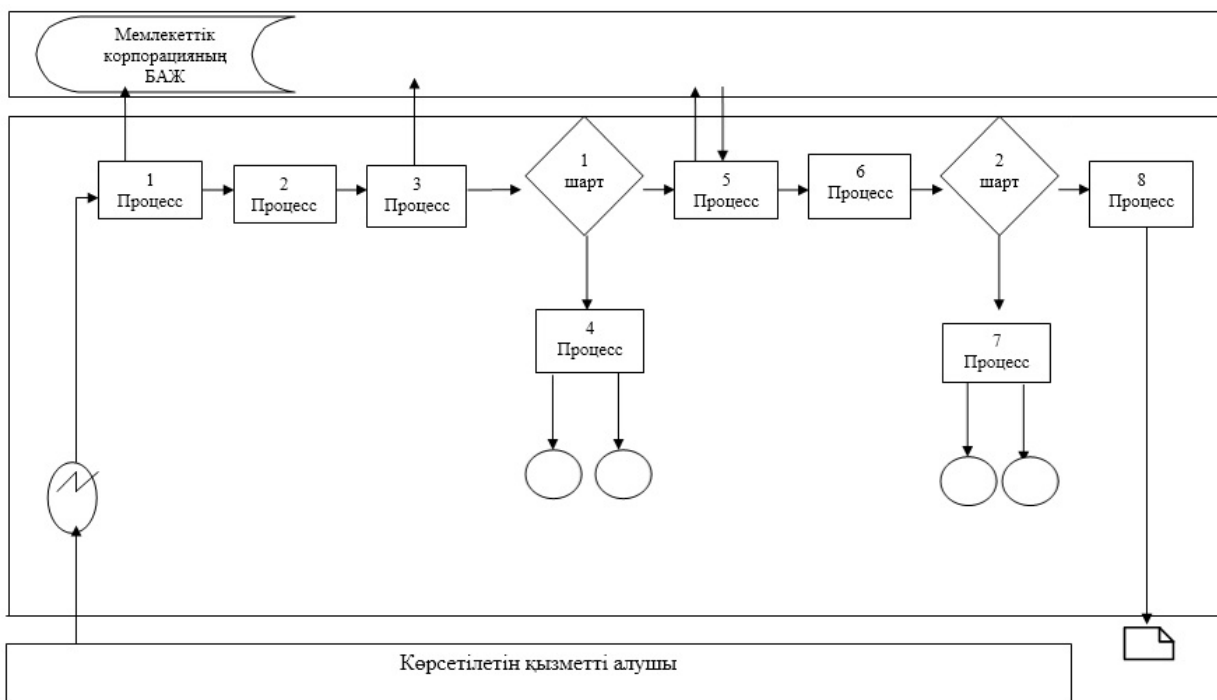 Мемлекеттік
корпорацияның
БАЖ
1
Процесс
2
Процесс
3
Процесс
1
шарт
5
Процесс
6
Процесс
2
шарт
8
Процесс
4
Процесс
7
Процесс
Көрсетілетін қызметті алушы